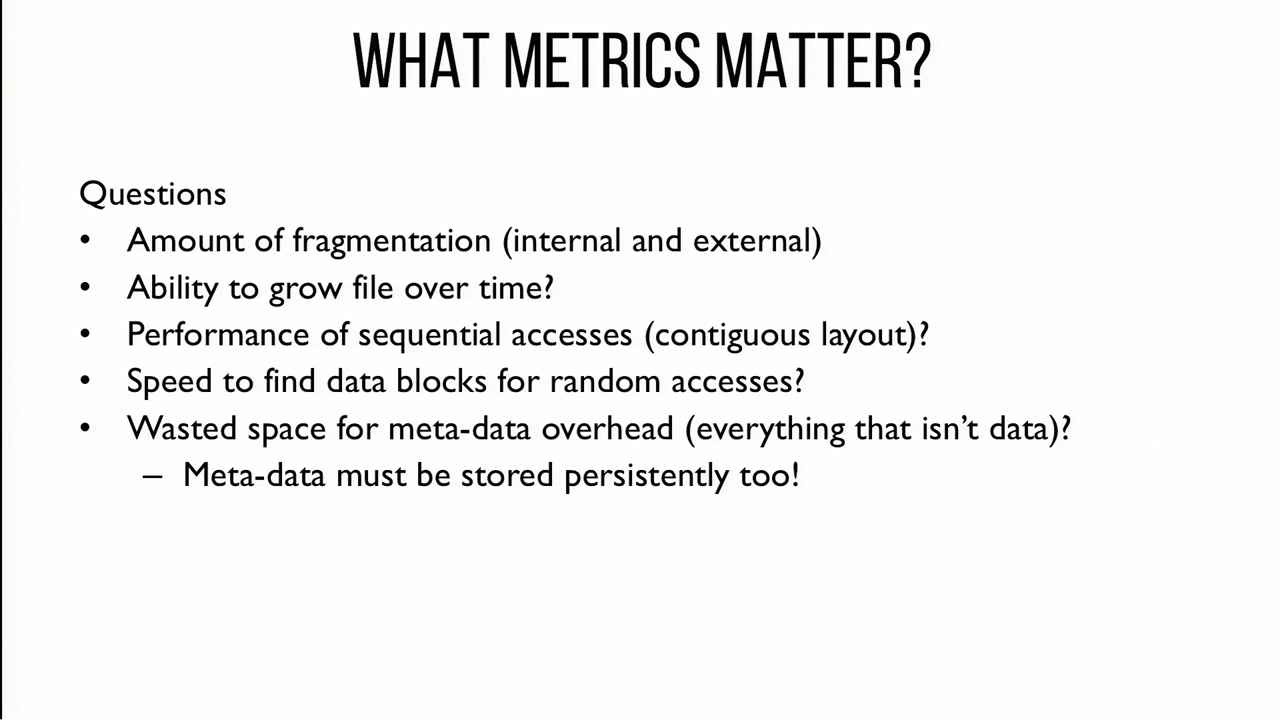 WHAT METRICS MATTER?
Questions
• Amount of fragmentation (internal and external)
• Ability to grow file over time?
• Performance of sequential accesses (contiguous layout)?
• Speed to find data blocks for random accesses?
• Wasted space for meta-data overhead (everything that isn’t data)?
– Meta-data must be stored persistently too!